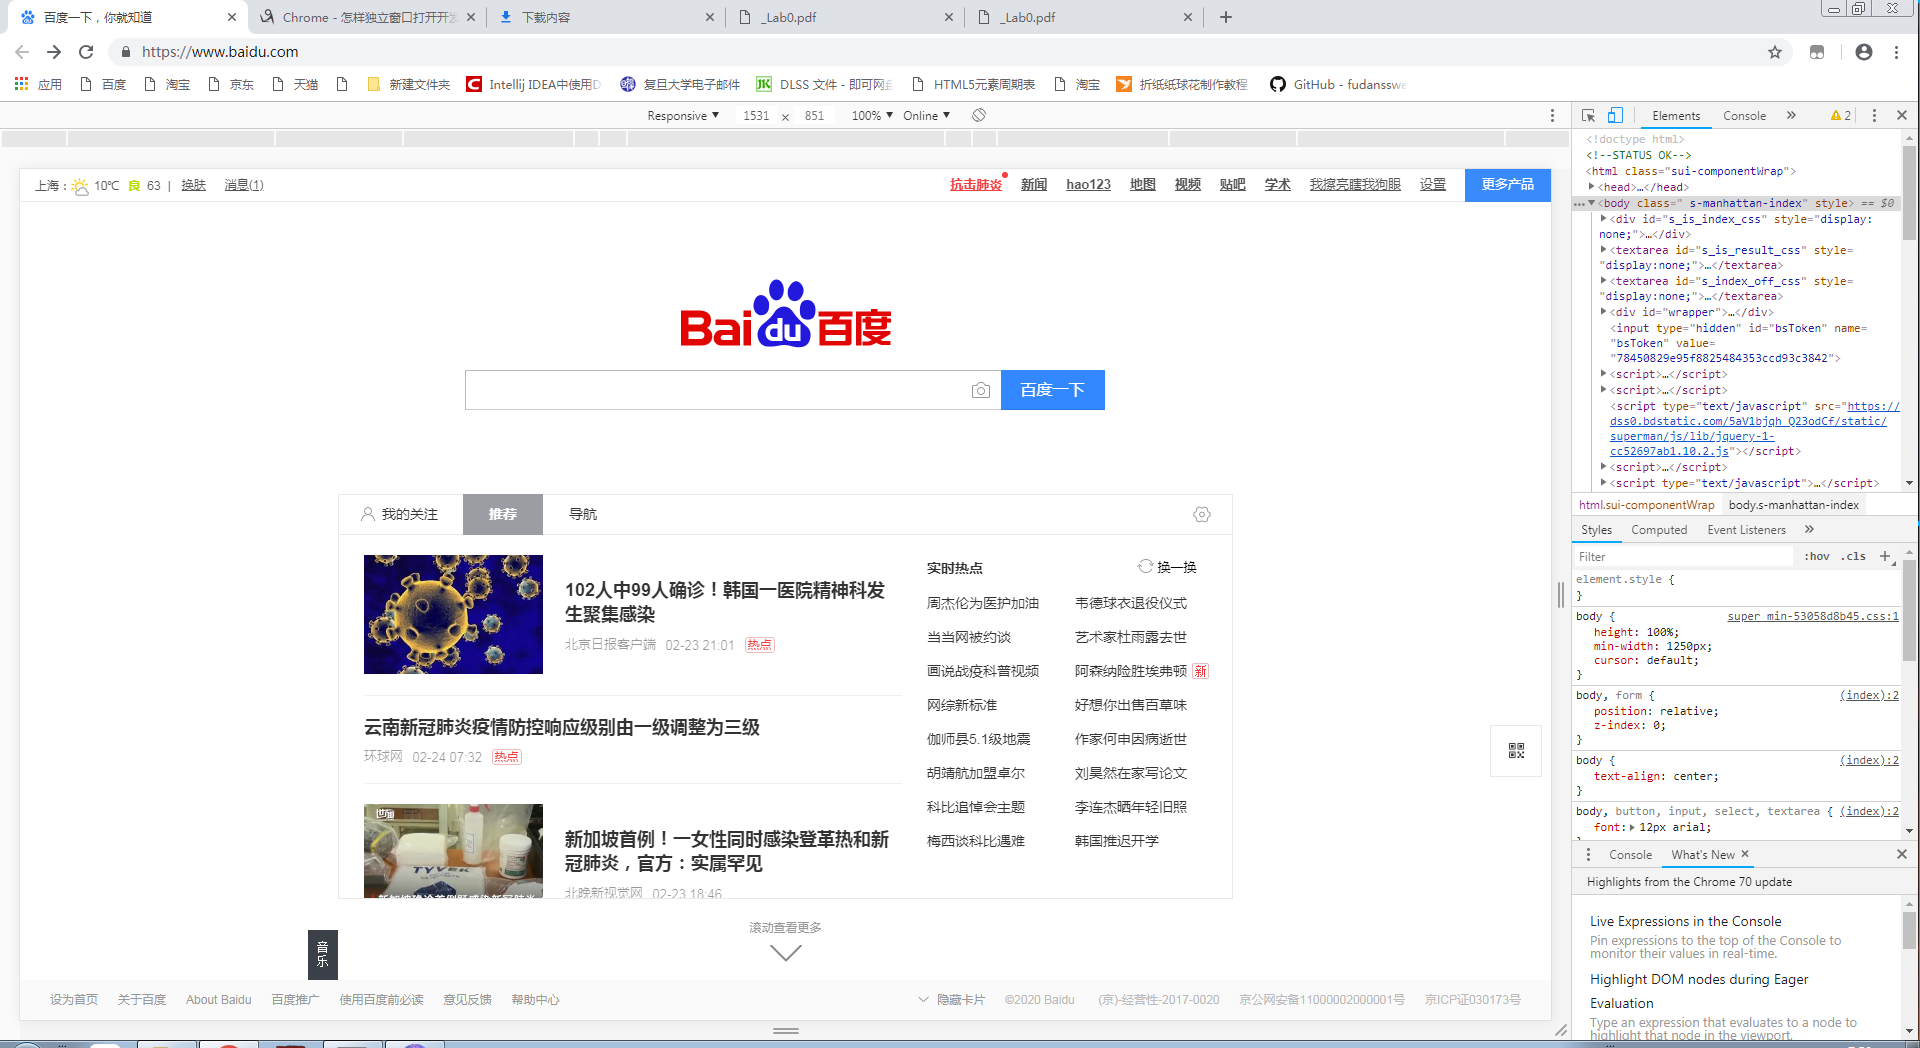 百度一下，你就知道
Chrome - 怎样独立窗口打开开发
下载内容
_Lab0.pdf
_Lab0.pdf
https://www.baidu.com
应用 百度 淘宝 京东 天猫 新建文件夹 Intellij IDEA中使用D 复旦大学电子邮件 DLSS 文件 - 即可网盘 HTML5元素周期表 淘宝 折纸纸球花制作教程 GitHub - fudansswe
Responsive ▼ 1531 x 851 100% ▼ Online ▼
上海： 10℃ 良 63 | 换肤 消息(1)
抗击肺炎 新闻 hao123 地图 视频 贴吧 学术 我擦亮瞎我狗眼 设置 更多产品
Bai du 百度
百度一下
我的关注 推荐 导航
102人中99人确诊！韩国一医院精神科发
生聚集感染
北京日报客户端 02-23 21:01 热点
云南新冠肺炎疫情防控响应级别由一级调整为三级
环球网 02-24 07:32 热点
世面
TYVEK
新加坡首例！一女性同时感染登革热和新
冠肺炎，官方：实属罕见
北晚新视觉网 02-23 18:46
实时热点 换一换
周杰伦为医护加油 韦德球衣退役仪式
当当网被约谈 艺术家杜雨露去世
画说战疫科普视频 阿森纳险胜埃弗顿 新
网综新标准 好想你出售百草味
伽师县5.1级地震 作家何申因病逝世
胡靖航加盟卓尔 刘昊然在家写论文
科比追悼会主题 李连杰晒年轻旧照
梅西谈科比遇难 韩国推迟开学
滚动查看更多
音
乐
设为首页 关于百度 About Baidu 百度推广 使用百度前必读 意见反馈 帮助中心 隐藏卡片 ©2020 Baidu (京)-经营性-2017-0020 京公网安备11000002000001号 京ICP证030173号
Elements Console » 2
<!doctype html>
<!--STATUS OK-->
<html class="sui-componentWrap">
<head>…</head>
<body class=" s-manhattan-index" style> == $0
<div id="s_is_index_css" style="display:
none;">…</div>
<textarea id="s_is_result_css" style=
"display:none;">…</textarea>
<textarea id="s_index_off_css" style=
"display:none;">…</textarea>
<div id="wrapper">…</div>
<input type="hidden" id="bsToken" name=
"bsToken" value=
"78450829e95f8825484353ccd93c3842">
<script>…</script>
<script>…</script>
<script type="text/javascript" src="https://
dss0.bdstatic.com/5aV1bjqh_Q23odCf/static/
superman/js/lib/jquery-1-
cc52697ab1.10.2.js"></script>
<script>…</script>
<script type="text/javascript">…</script>
html.sui-componentWrap body.s-manhattan-index
Styles Computed Event Listeners »
Filter :hov .cls +
element.style {
}
body { super_min-53058d8b45.css:1
height: 100%;
min-width: 1250px;
cursor: default;
}
body, form { (index):2
position: relative;
z-index: 0;
}
body { (index):2
text-align: center;
}
body, button, input, select, textarea { (index):2
font: 12px arial;
Console What's New
Highlights from the Chrome 70 update
Live Expressions in the Console
Pin expressions to the top of the Console to
monitor their values in real-time.
Highlight DOM nodes during Eager
Evaluation
Type an expression that evaluates to a node to
highlight that node in the viewport.